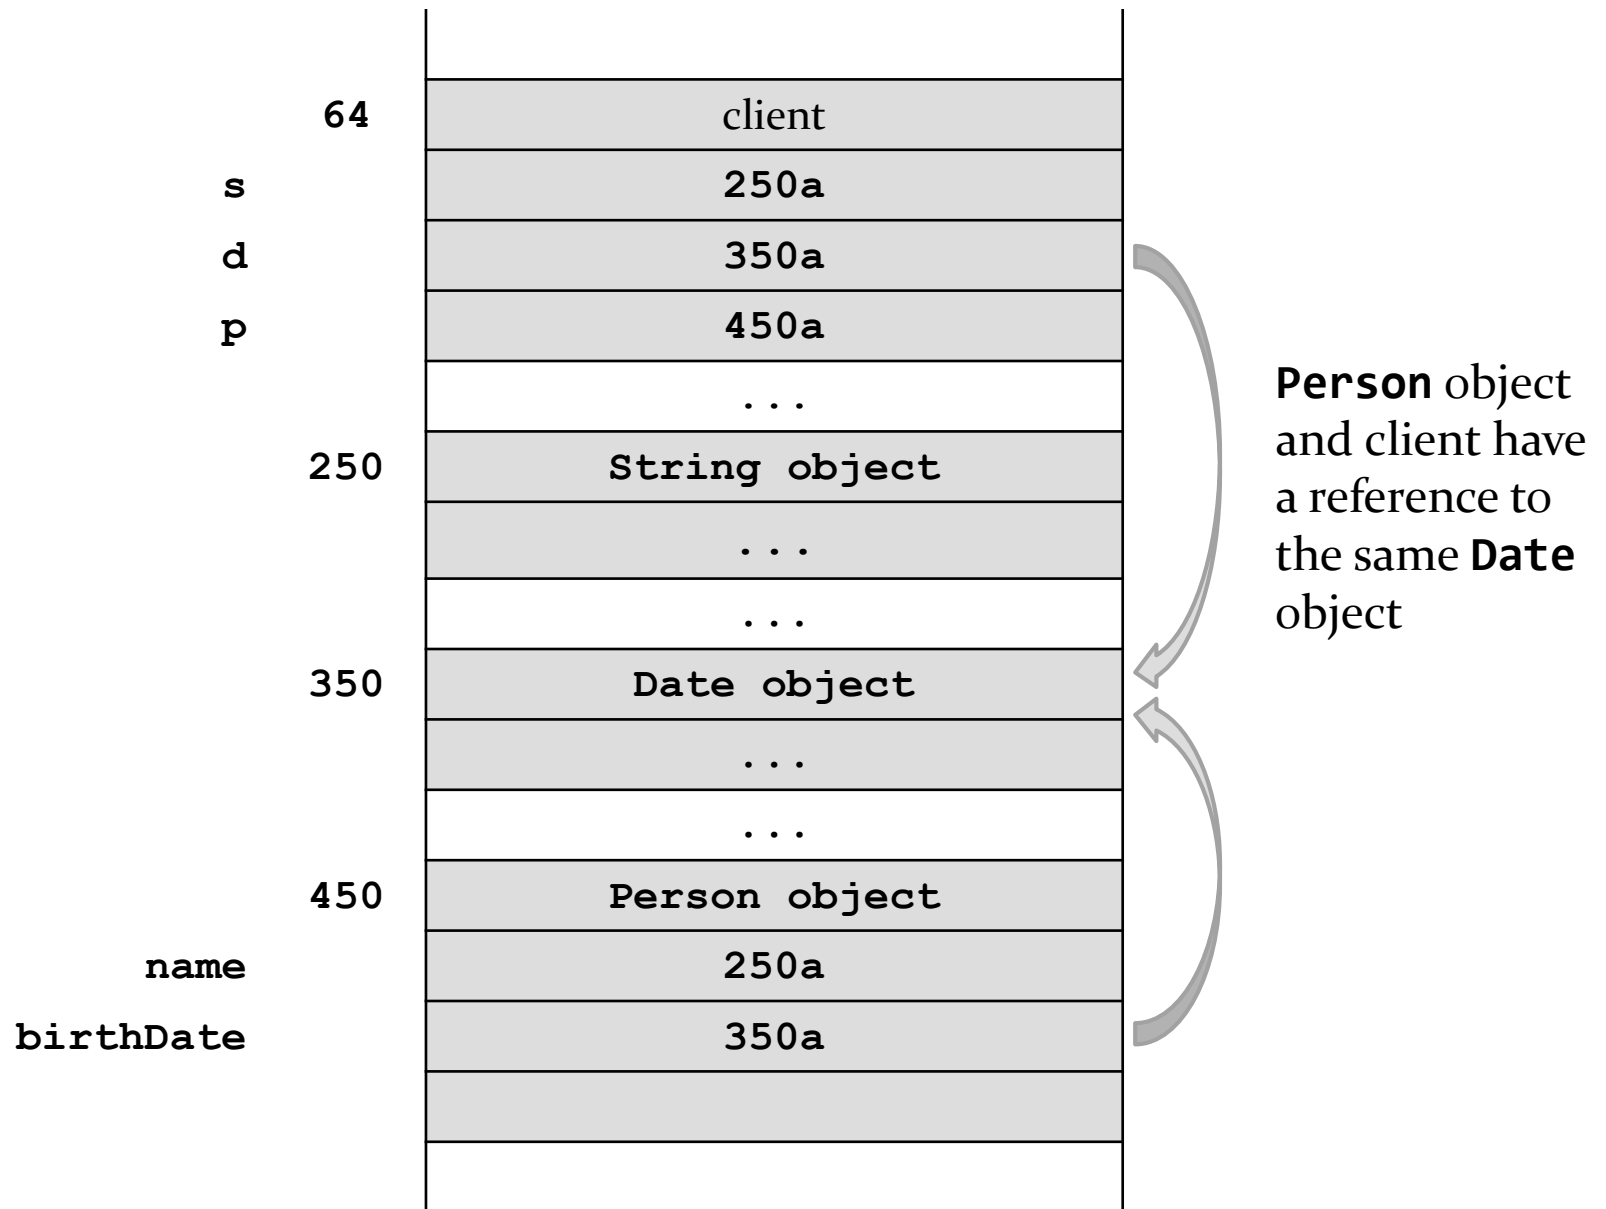 64 client
s 250a
d 350a
p 450a
...
250 String object
...
...
350 Date object
...
...
450 Person object
name 250a
birthDate 350a
Person object
and client have
a reference to
the same Date
object